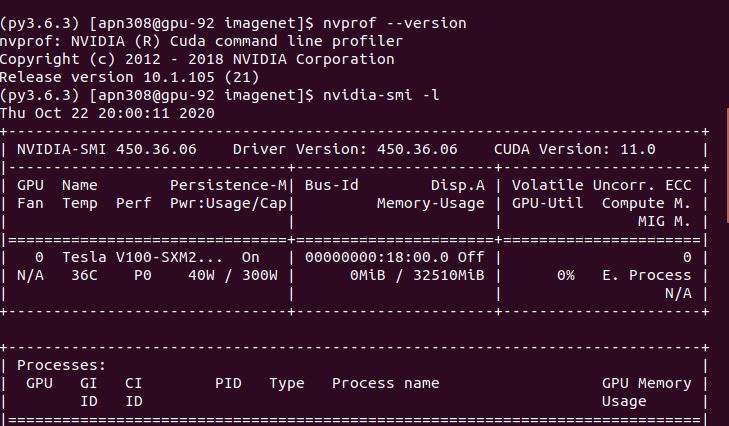 (py3.6.3) [apn308@gpu-92 imagenet]$ nvprof --version
nvprof: NVIDIA (R) Cuda command line profiler
Copyright (c) 2012 - 2018 NVIDIA Corporation
Release version 10.1.105 (21)
(py3.6.3) [apn308@gpu-92 imagenet]$ nvidia-smi -l
Thu Oct 22 20:00:11 2020
+-----------------------------------------------------------------------------+
| NVIDIA-SMI 450.36.06    Driver Version: 450.36.06    CUDA Version: 11.0     |
|-------------------------------+----------------------+----------------------+
| GPU  Name        Persistence-M| Bus-Id        Disp.A | Volatile Uncorr. ECC |
| Fan  Temp  Perf  Pwr:Usage/Cap|         Memory-Usage | GPU-Util  Compute M. |
|                               |                      |               MIG M. |
|===============================+======================+======================|
|   0  Tesla V100-SXM2...  On   | 00000000:18:00.0 Off |                    0 |
| N/A   36C    P0    40W / 300W |      0MiB / 32510MiB |      0%   E. Process |
|                               |                      |                  N/A |
+-------------------------------+----------------------+----------------------+

+-----------------------------------------------------------------------------+
| Processes:                                                                  |
|  GPU   GI   CI        PID   Type   Process name                  GPU Memory |
|        ID   ID                                                   Usage      |
|=============================================================================|